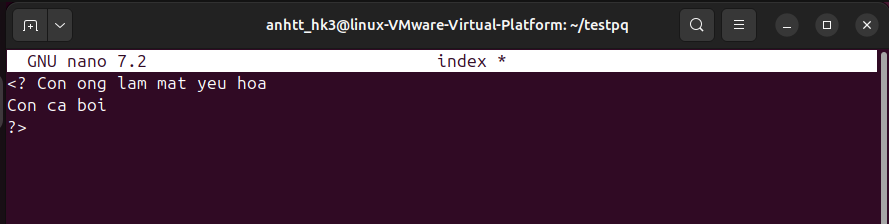 anhtt_hk3@linux-VMware-Virtual-Platform: ~/testpq
GNU nano 7.2 index *
<? Con ong lam mat yeu hoa
Con ca boi
?>